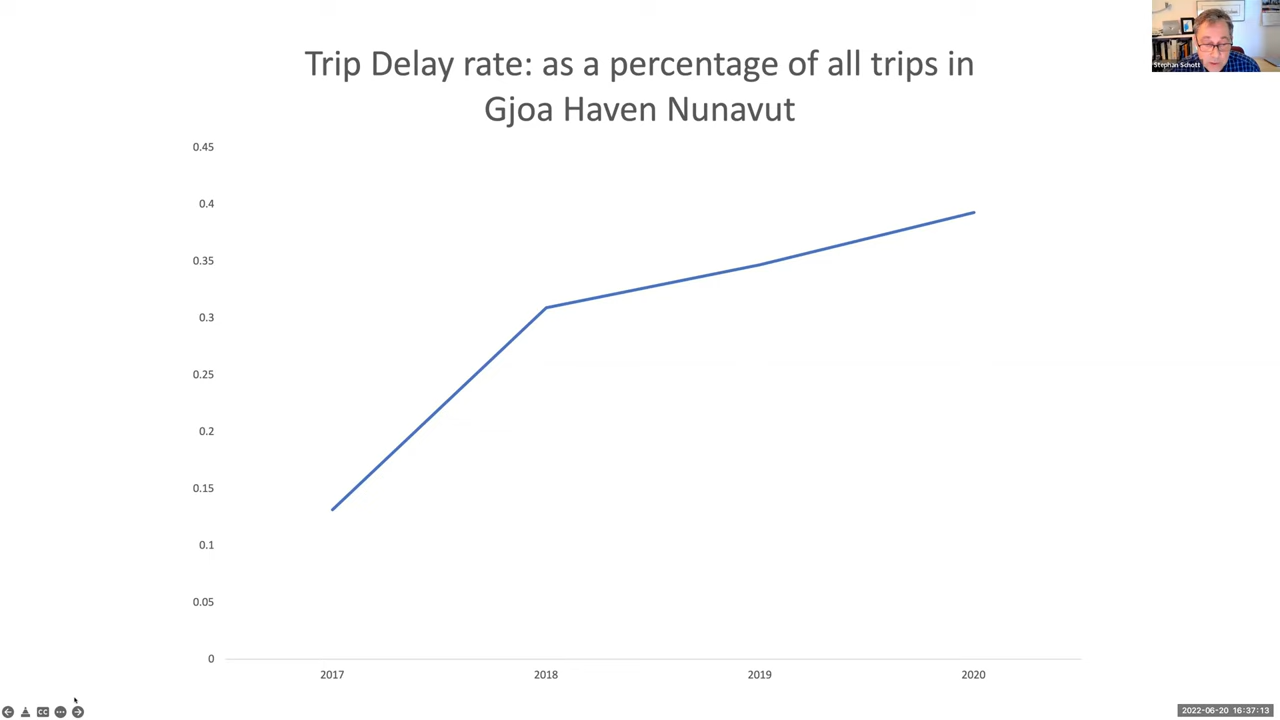 Trip Delay rate: as a percentage of all trips in
Gjoa Haven Nunavut
Stephan Schott
0.45
0.4
0.35
0.3
0.25
0.2
0.15
0.1
0.05
0
2017 2018 2019 2020
CC
2022-06-20 16:37:13